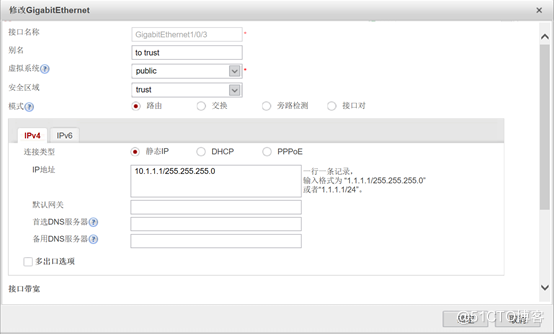 修改GigabitEthernet
接口名称 GigabitEthernet1/0/3 *
别名 to trust
虚拟系统 ? public *
安全区域 trust
模式 ? 路由 交换 旁路检测 接口对
IPv4 IPv6
连接类型 静态IP DHCP PPPoE
IP地址 10.1.1.1/255.255.255.0 一行一条记录,
输入格式为 "1.1.1.1/255.255.255.0"
或者"1.1.1.1/24"。
默认网关
首选DNS服务器 ?
备用DNS服务器 ?
多出口选项
接口带宽
@51CTO博客
取消